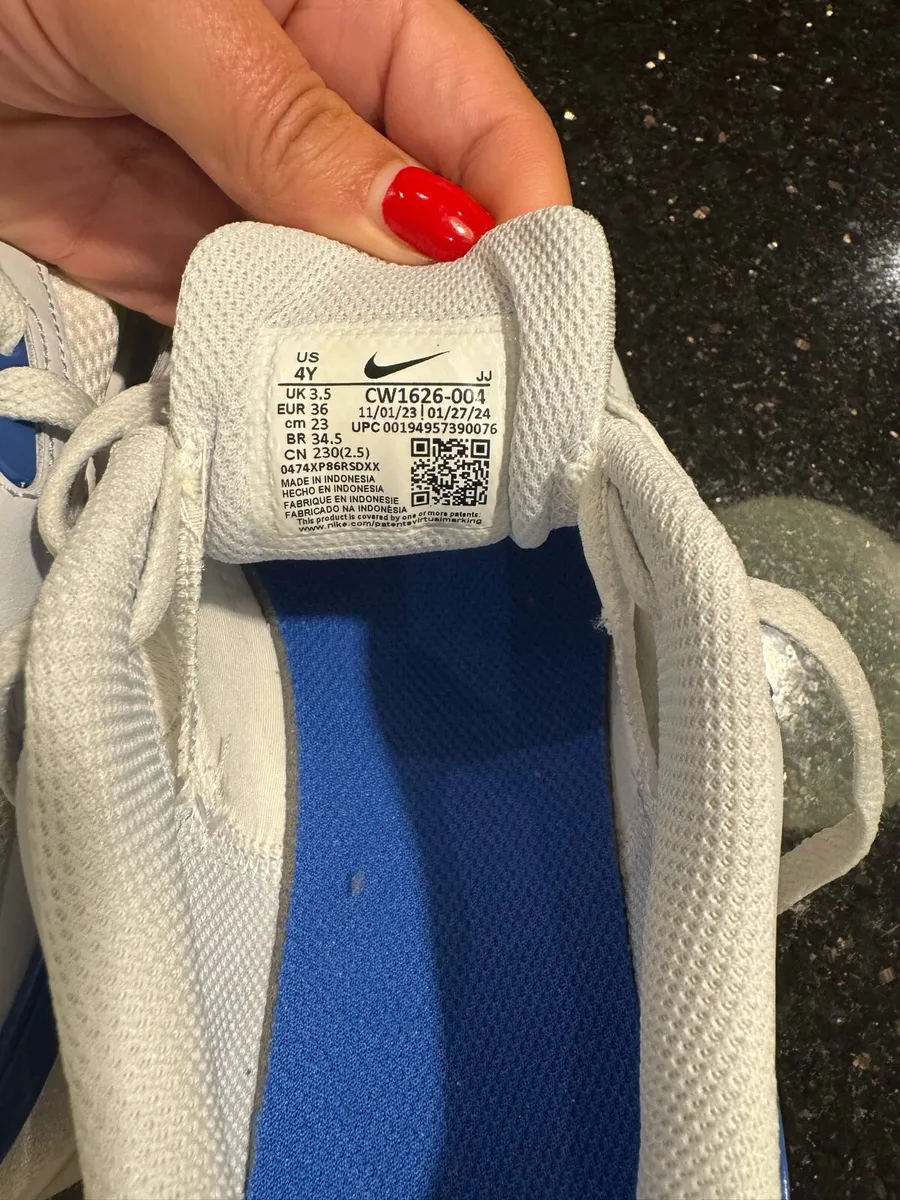 US
4Y
JJ
UK 3.5
EUR 36
cm 23
BR 34.5
CN 230(2.5)
CW1626-004
11/01/23 | 01/27/24
UPC 00194957390076
0474XP86RSDXX
MADE IN INDONESIA
HECHO EN INDONESIA
FABRIQUE EN INDONESIE
FABRICADO NA INDONÉSIA
This product is covered by one or more patents:
www.nike.com/patentsvirtualmarking